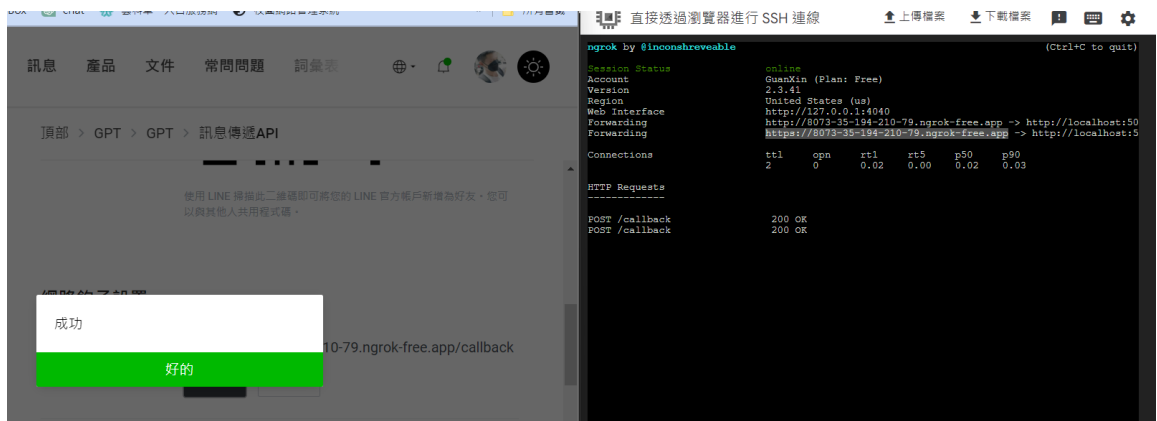 訊息 產品 文件 常問問題 詞彙表
頂部 > GPT > GPT > 訊息傳遞API
使用 LINE 掃描此二維碼即可將您的 LINE 官方帳戶新增為好友。您可
以與其他人共用程式碼。
成功
10-79.ngrok-free.app/callback
好的
直接透過瀏覽器進行 SSH 連線 上傳檔案 下載檔案
ngrok by @inconshreveable (Ctrl+C to quit)
Session Status online
Account GuanXin (Plan: Free)
Version 2.3.41
Region United States (us)
Web Interface http://127.0.0.1:4040
Forwarding http://8073-35-194-210-79.ngrok-free.app -> http://localhost:50
Forwarding https://8073-35-194-210-79.ngrok-free.app -> http://localhost:5
Connections ttl opn rt1 rt5 p50 p90
2 0 0.02 0.00 0.02 0.03
HTTP Requests
-------------
POST /callback 200 OK
POST /callback 200 OK